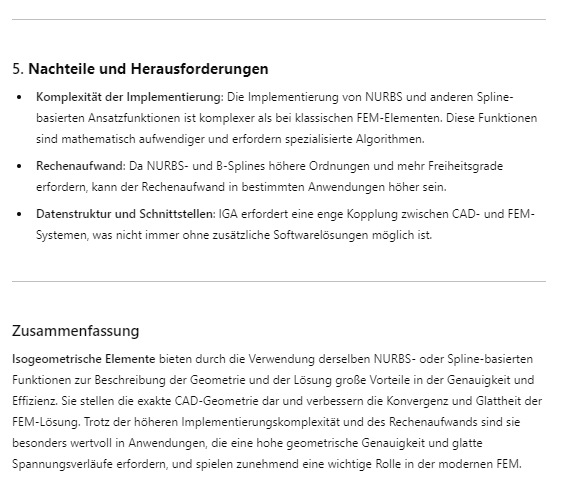 5. Nachteile und Herausforderungen
• Komplexität der Implementierung: Die Implementierung von NURBS und anderen Spline-
basierten Ansatzfunktionen ist komplexer als bei klassischen FEM-Elementen. Diese Funktionen
sind mathematisch aufwendiger und erfordern spezialisierte Algorithmen.
• Rechenaufwand: Da NURBS- und B-Splines höhere Ordnungen und mehr Freiheitsgrade
erfordern, kann der Rechenaufwand in bestimmten Anwendungen höher sein.
• Datenstruktur und Schnittstellen: IGA erfordert eine enge Kopplung zwischen CAD- und FEM-
Systemen, was nicht immer ohne zusätzliche Softwarelösungen möglich ist.
Zusammenfassung
Isogeometrische Elemente bieten durch die Verwendung derselben NURBS- oder Spline-basierten
Funktionen zur Beschreibung der Geometrie und der Lösung große Vorteile in der Genauigkeit und
Effizienz. Sie stellen die exakte CAD-Geometrie dar und verbessern die Konvergenz und Glattheit der
FEM-Lösung. Trotz der höheren Implementierungskomplexität und des Rechenaufwands sind sie
besonders wertvoll in Anwendungen, die eine hohe geometrische Genauigkeit und glatte
Spannungsverläufe erfordern, und spielen zunehmend eine wichtige Rolle in der modernen FEM.